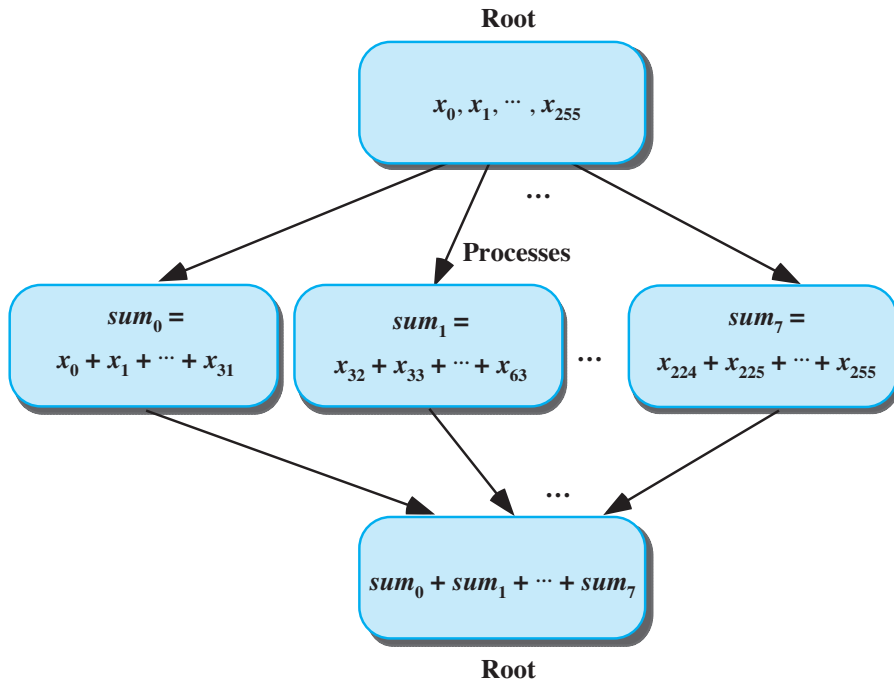 Root
x₀, x₁, ⋯ , x₂₅₅
...
Processes
sum₀ =
x₀ + x₁ + ⋯ + x₃₁
sum₁ =
x₃₂ + x₃₃ + ⋯ + x₆₃
...
sum₇ =
x₂₂₄ + x₂₂₅ + ⋯ + x₂₅₅
...
sum₀ + sum₁ + ⋯ + sum₇
Root